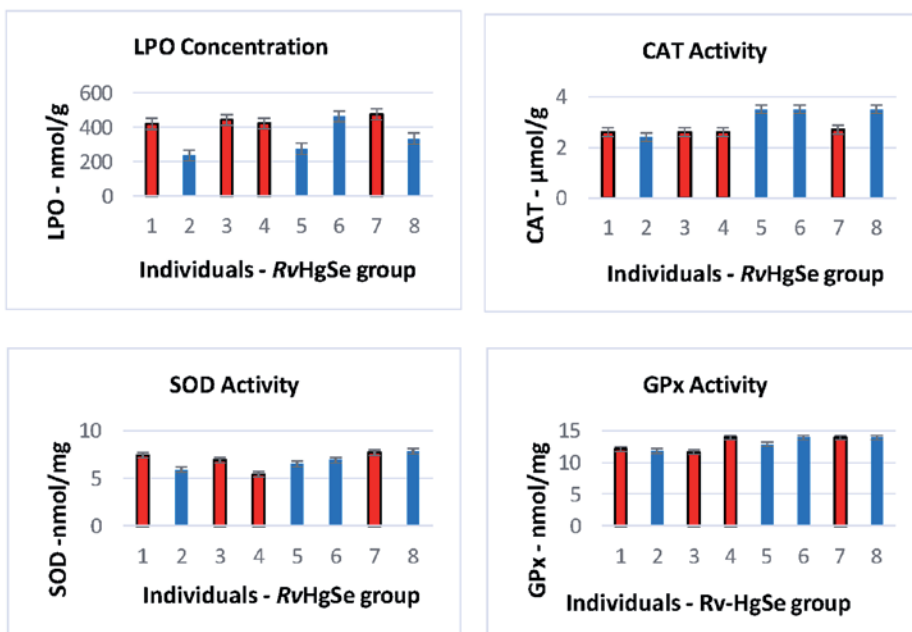 LPO Concentration
LPO - nmol/g
600
400
200
0
1 2 3 4 5 6 7 8
Individuals - RvHgSe group
CAT Activity
CAT - µmol/g
4
2
0
1 2 3 4 5 6 7 8
Individuals - RvHgSe group
SOD Activity
SOD -nmol/mg
10
5
0
1 2 3 4 5 6 7 8
Individuals - RvHgSe group
GPx Activity
GPx - nmol/mg
15
10
5
0
1 2 3 4 5 6 7 8
Individuals - Rv-HgSe group